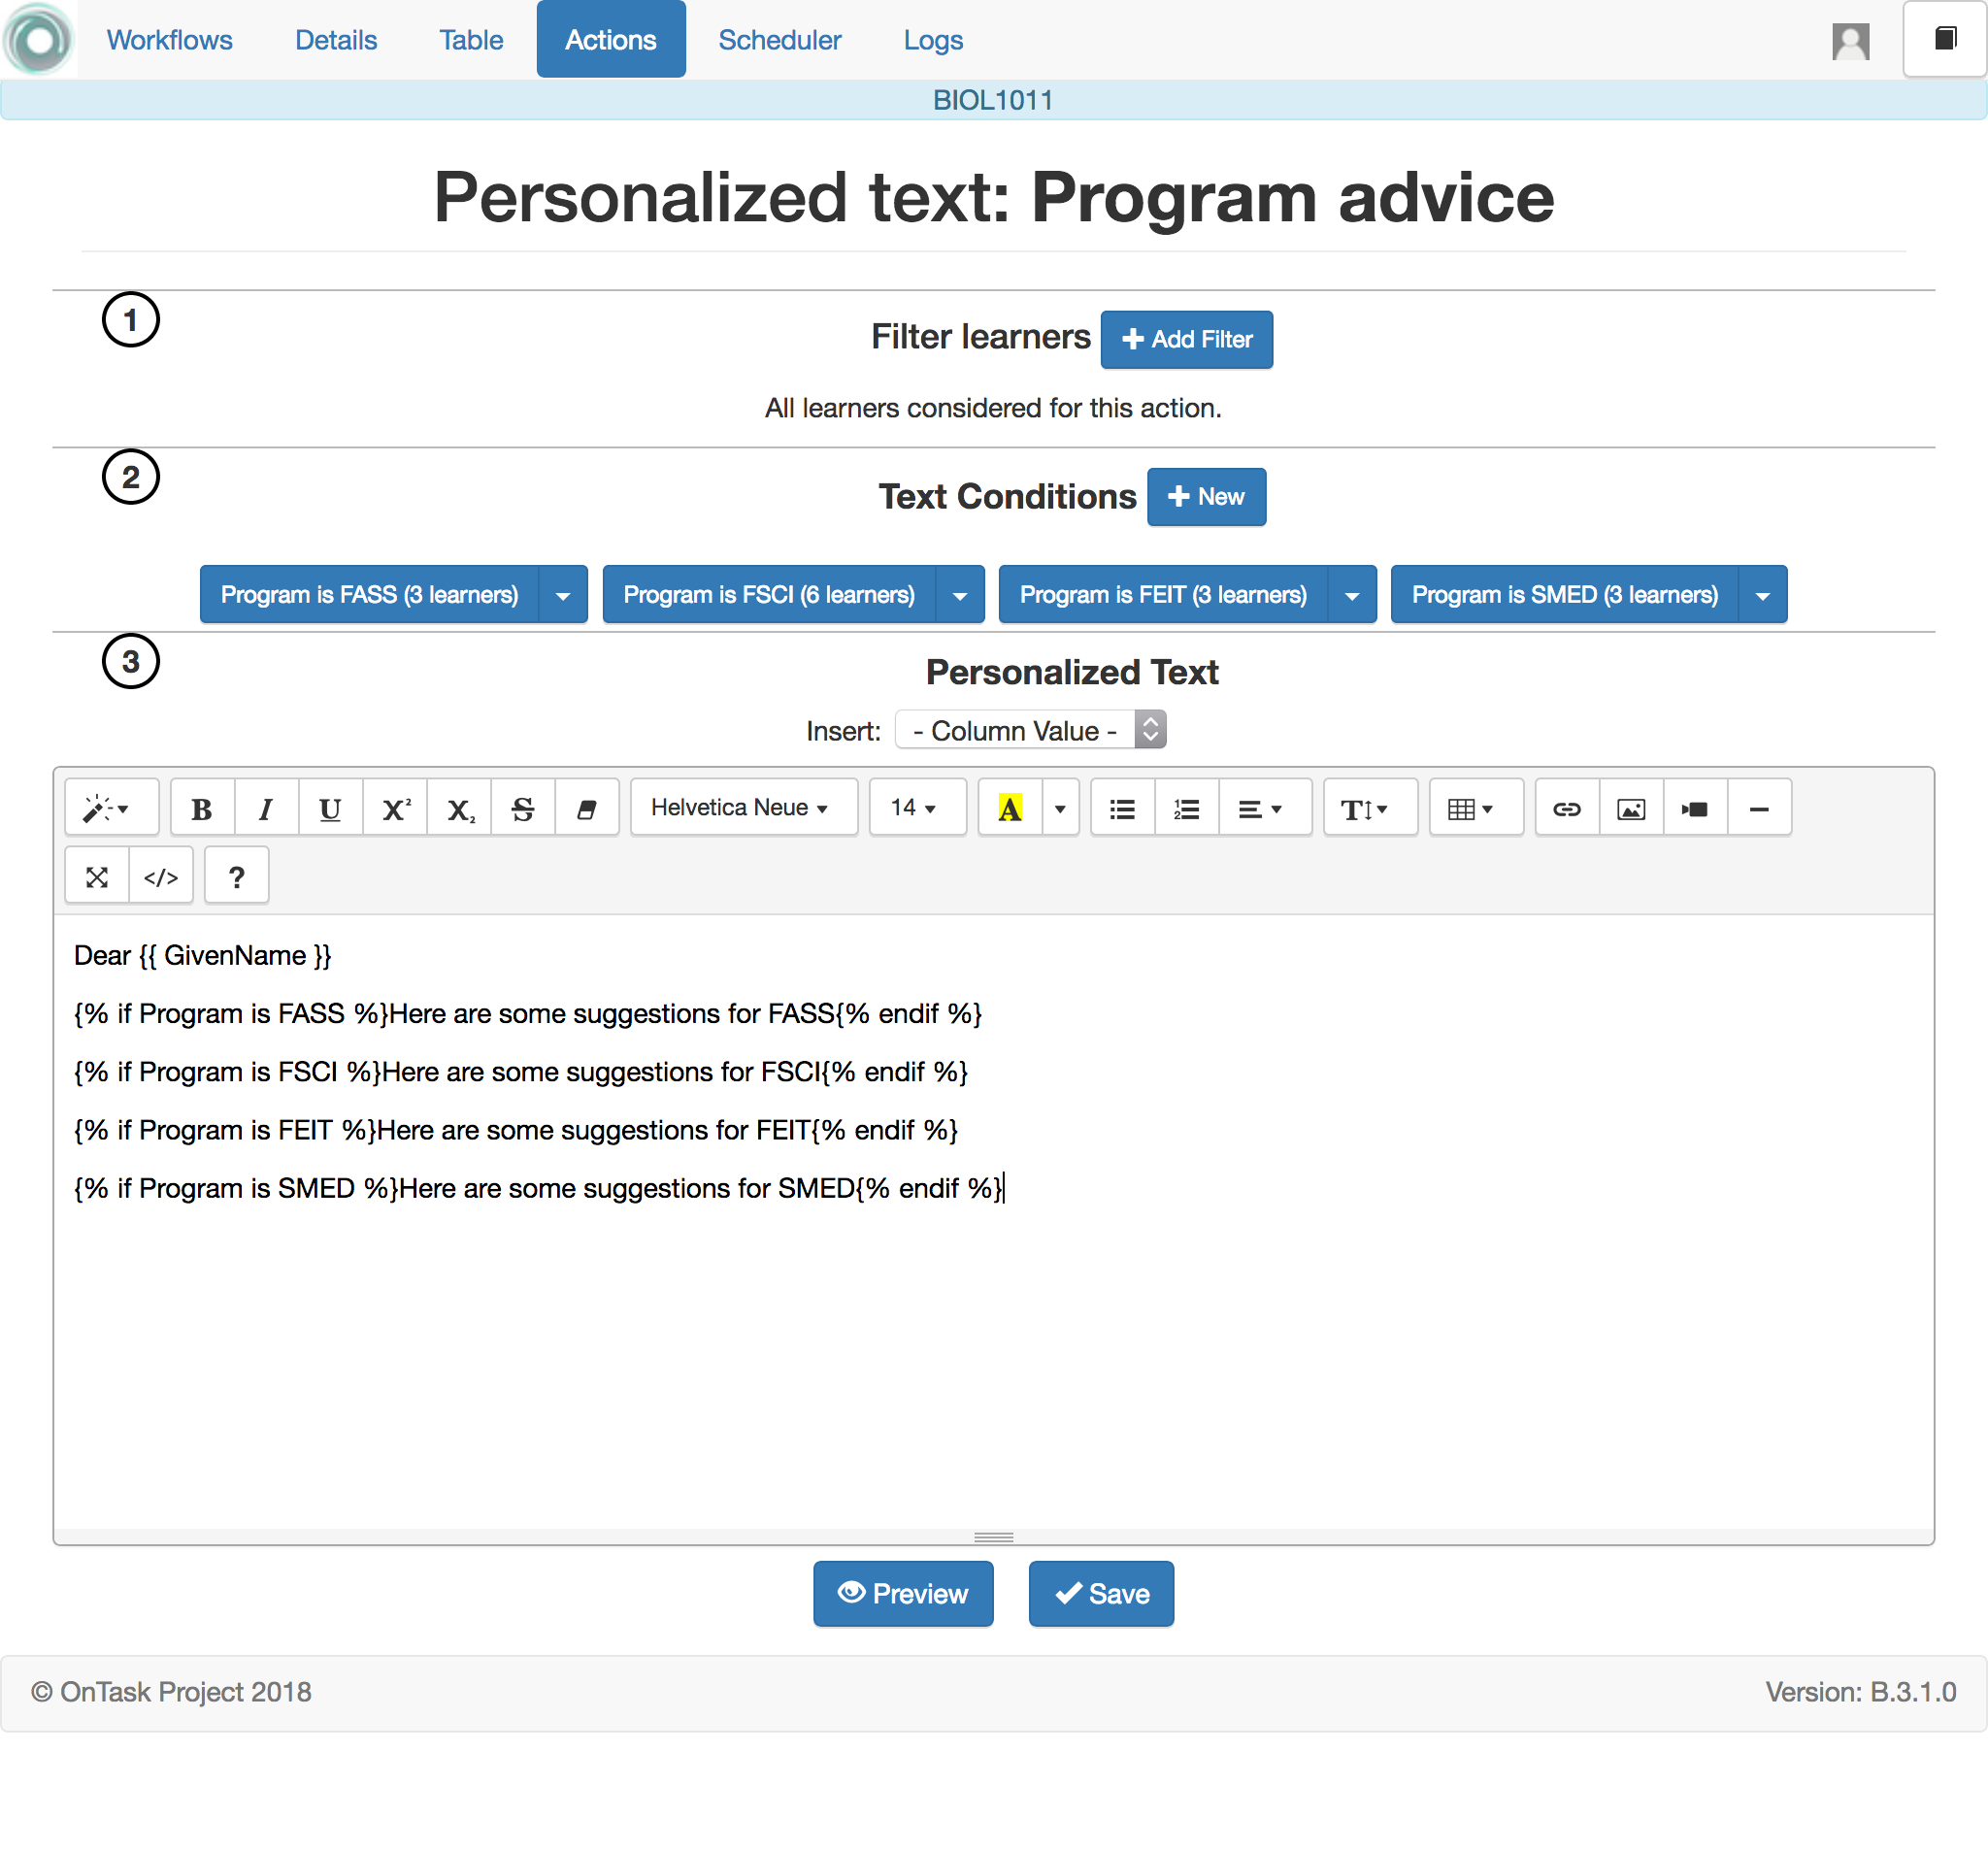 Workflows Details Table Actions Scheduler Logs
BIOL1011
Personalized text: Program advice
1
Filter learners + Add Filter
All learners considered for this action.
2
Text Conditions + New
Program is FASS (3 learners) Program is FSCI (6 learners) Program is FEIT (3 learners) Program is SMED (3 learners)
3
Personalized Text
Insert: - Column Value -
B I U X² X₂ S Helvetica Neue 14 A T
</> ?
Dear {{ GivenName }}
{% if Program is FASS %}Here are some suggestions for FASS{% endif %}
{% if Program is FSCI %}Here are some suggestions for FSCI{% endif %}
{% if Program is FEIT %}Here are some suggestions for FEIT{% endif %}
{% if Program is SMED %}Here are some suggestions for SMED{% endif %}
Preview Save
© OnTask Project 2018 Version: B.3.1.0